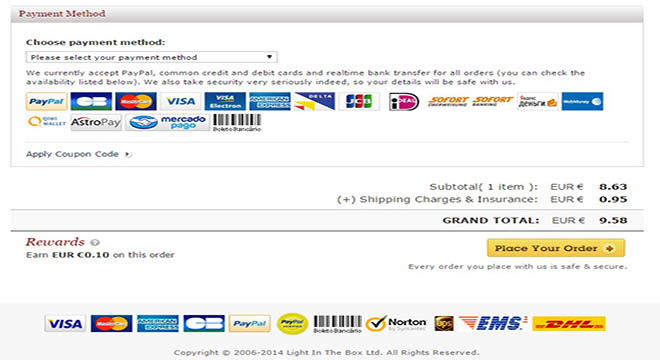 Payment Method
Choose payment method:
Please select your payment method
We currently accept PayPal, common credit and debit cards and realtime bank transfer for all orders (you can check the
availability listed below). We also take security very seriously indeed, so your details will be safe with us.
PayPal CB MasterCard VISA VISA Electron AMERICAN EXPRESS DELTA JCB iDEAL SOFORT ÜBERWEISUNG SOFORT BANKING ДЕНЬГИ WebMoney
QIWI WALLET AstroPay mercado pago Boleto Bancário
Apply Coupon Code
Subtotal( 1 item ): EUR € 8.63
(+) Shipping Charges & Insurance: EUR € 0.95
GRAND TOTAL: EUR € 9.58
Rewards ?
Earn EUR €0.10 on this order
Place Your Order
Every order you place with us is safe & secure.
VISA MasterCard AMERICAN EXPRESS CB PayPal PayPal VERIFIED Boleto Bancário Norton by Symantec ups EMS DHL
Copyright © 2006-2014 Light In The Box Ltd. All Rights Reserved.